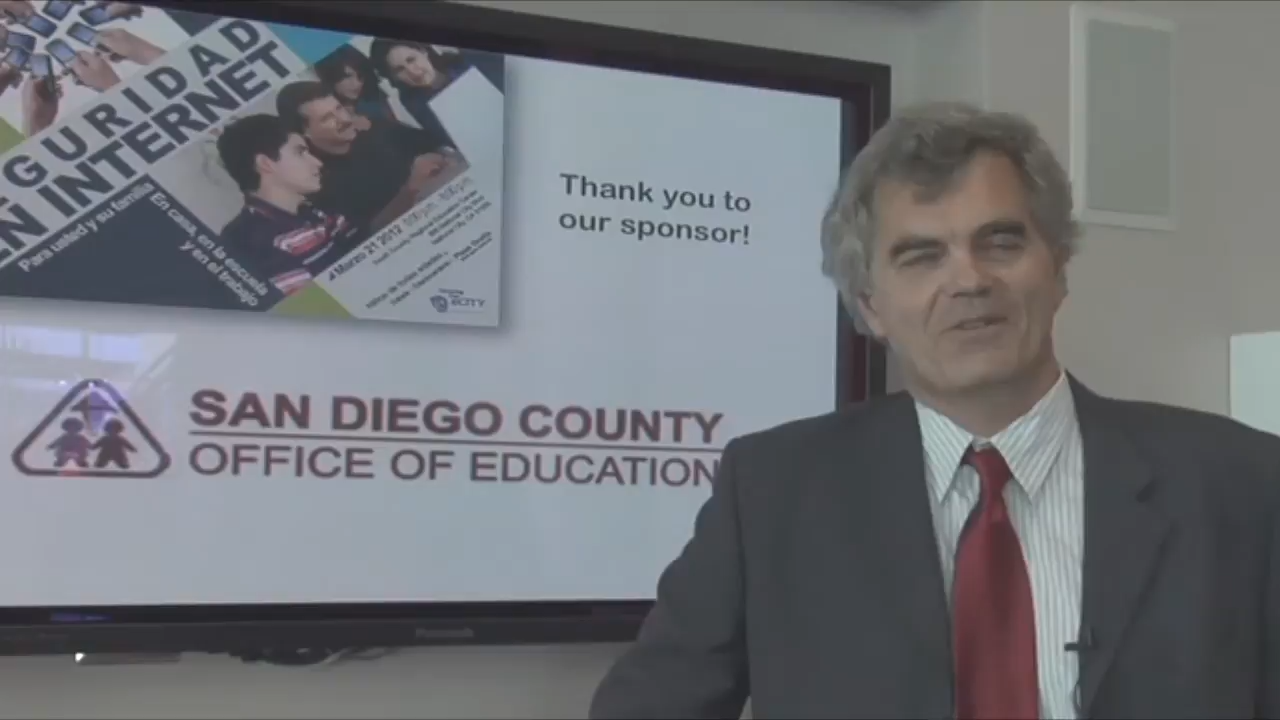 GURIDAD
EN INTERNET
Para usted y su familia
En casa, en la escuela
y en el trabajo
Marzo 21 2012
Thank you to
our sponsor!
SAN DIEGO COUNTY
OFFICE OF EDUCATION